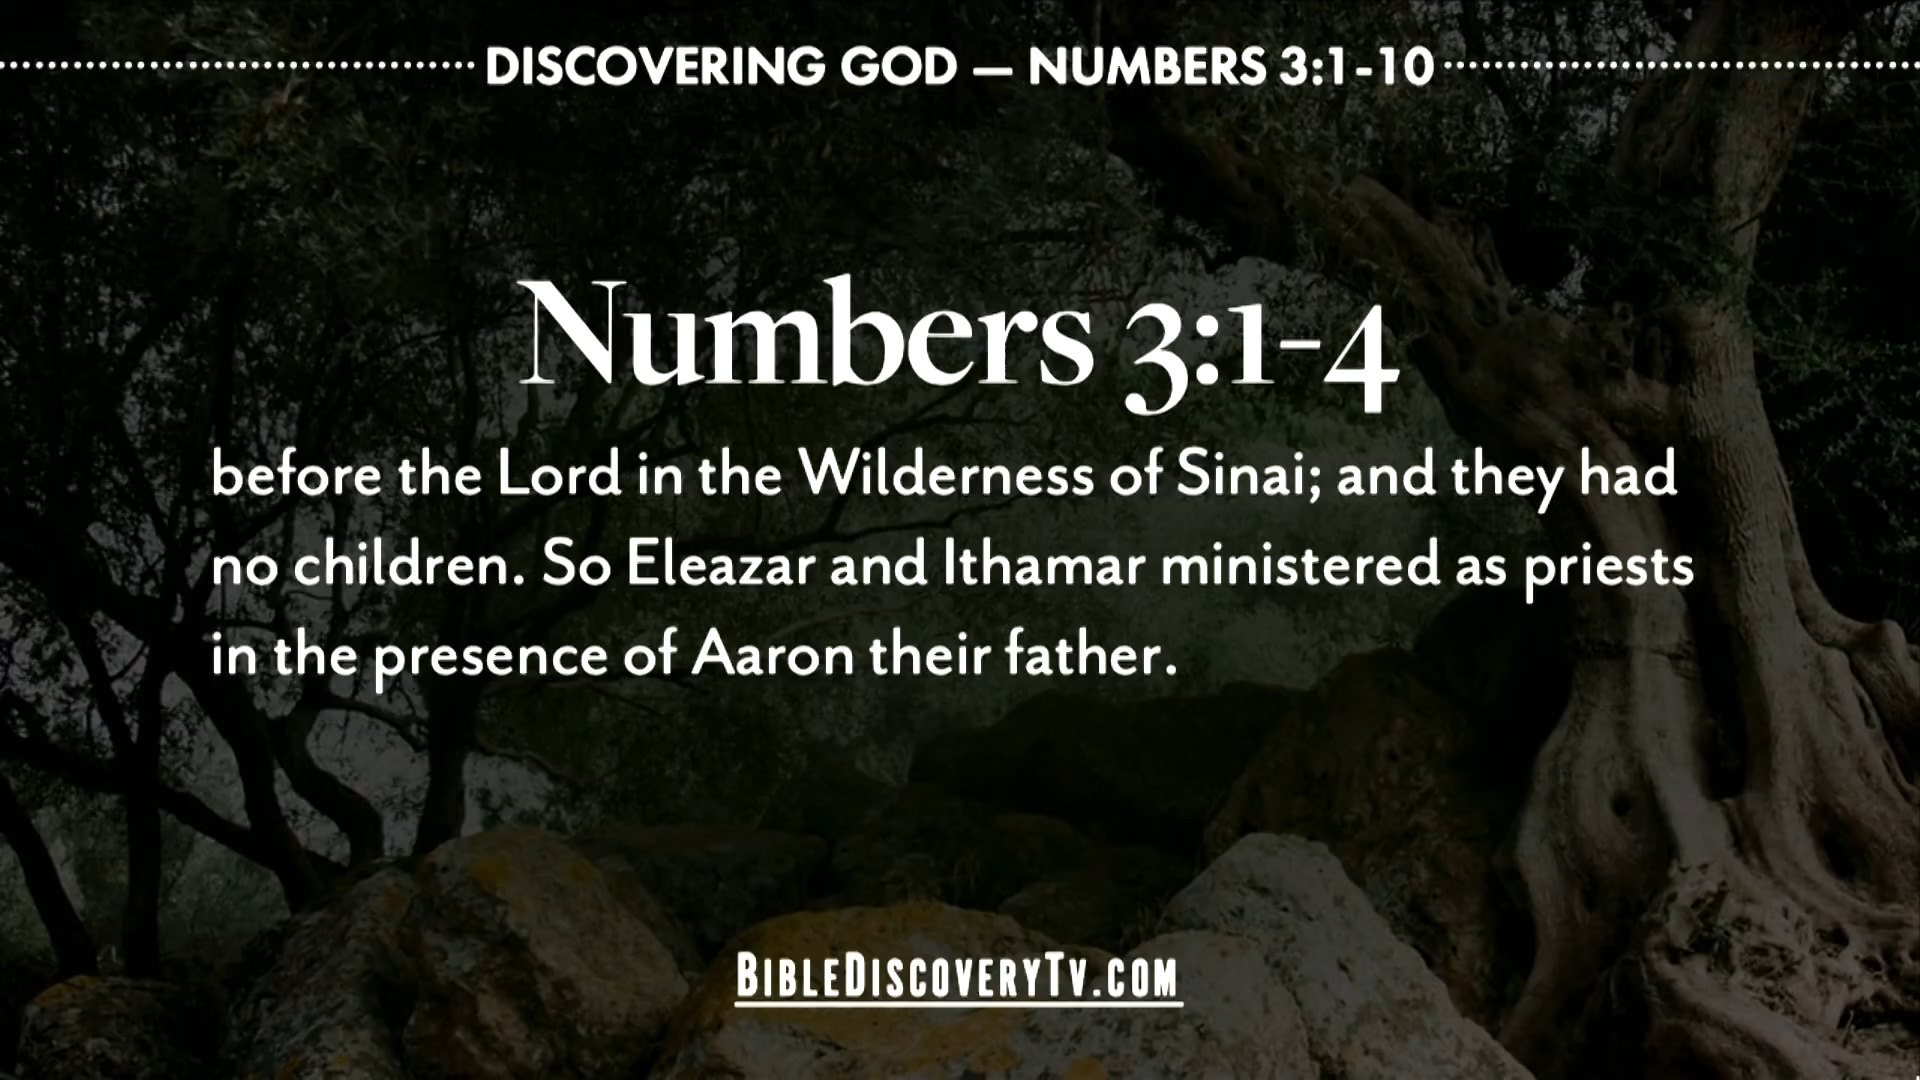 DISCOVERING GOD — NUMBERS 3:1-10
Numbers 3:1-4
before the Lord in the Wilderness of Sinai; and they had
no children. So Eleazar and Ithamar ministered as priests
in the presence of Aaron their father.
BIBLEDISCOVERYTV.COM